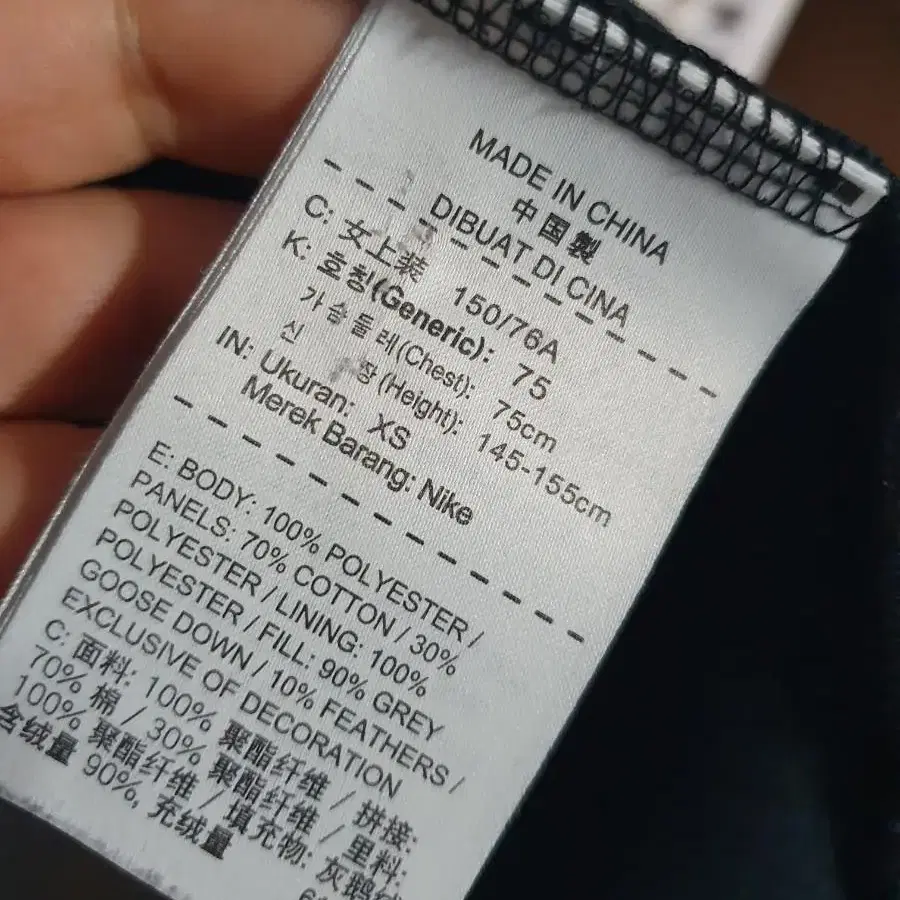 MADE IN CHINA
中国製
DIBUAT DI CINA
C: 女上装 150/76A
K: 호칭(Generic): 75
가슴둘레(Chest): 75cm
신 장 (Height): 145-155cm
IN: Ukuran: XS
Merek Barang: Nike
E: BODY: 100% POLYESTER /
PANELS: 70% COTTON / 30%
POLYESTER / LINING: 100%
POLYESTER / FILL: 90% GREY
GOOSE DOWN / 10% FEATHERS /
EXCLUSIVE OF DECORATION
C: 面料: 100% 聚酯纤维 / 拼接:
70% 棉 / 30% 聚酯纤维 / 里料:
100% 聚酯纤维 / 填充物: 灰鹅绒
含绒量 90%, 充绒量